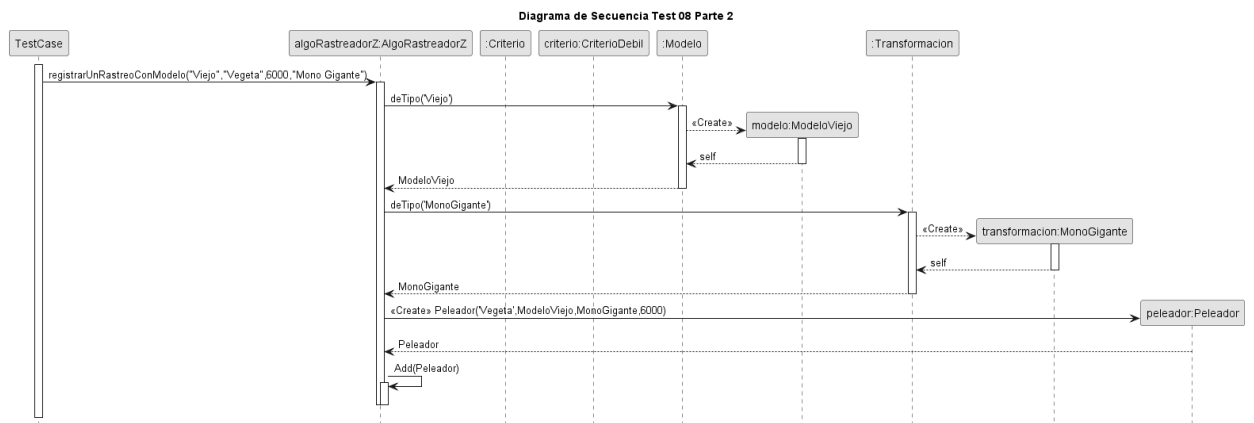 Diagrama de Secuencia Test 08 Parte 2
TestCase
algoRastreadorZ:AlgoRastreadorZ
:Criterio
criterio:CriterioDebil
:Modelo
:Transformacion
registrarUnRastreoConModelo("Viejo","Vegeta",6000,"Mono Gigante")
deTipo('Viejo')
«Create»
modelo:ModeloViejo
self
ModeloViejo
deTipo('MonoGigante')
«Create»
transformacion:MonoGigante
self
MonoGigante
«Create» Peleador('Vegeta',ModeloViejo,MonoGigante,6000)
peleador:Peleador
Peleador
Add(Peleador)